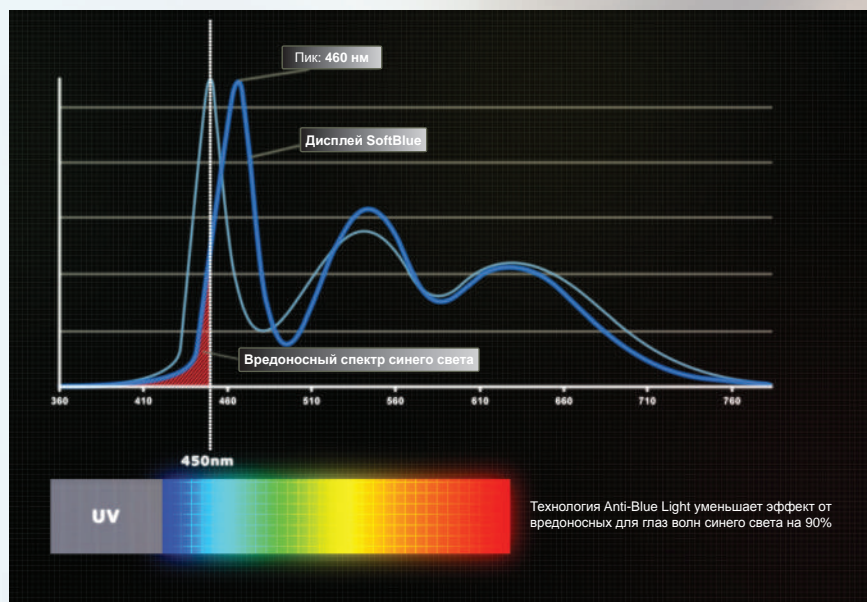 Пик: 460 нм
Дисплей SoftBlue
Вредоносный спектр синего света
360 410 460 510 560 610 660 710 760
450nm
UV
Технология Anti-Blue Light уменьшает эффект от
вредоносных для глаз волн синего света на 90%